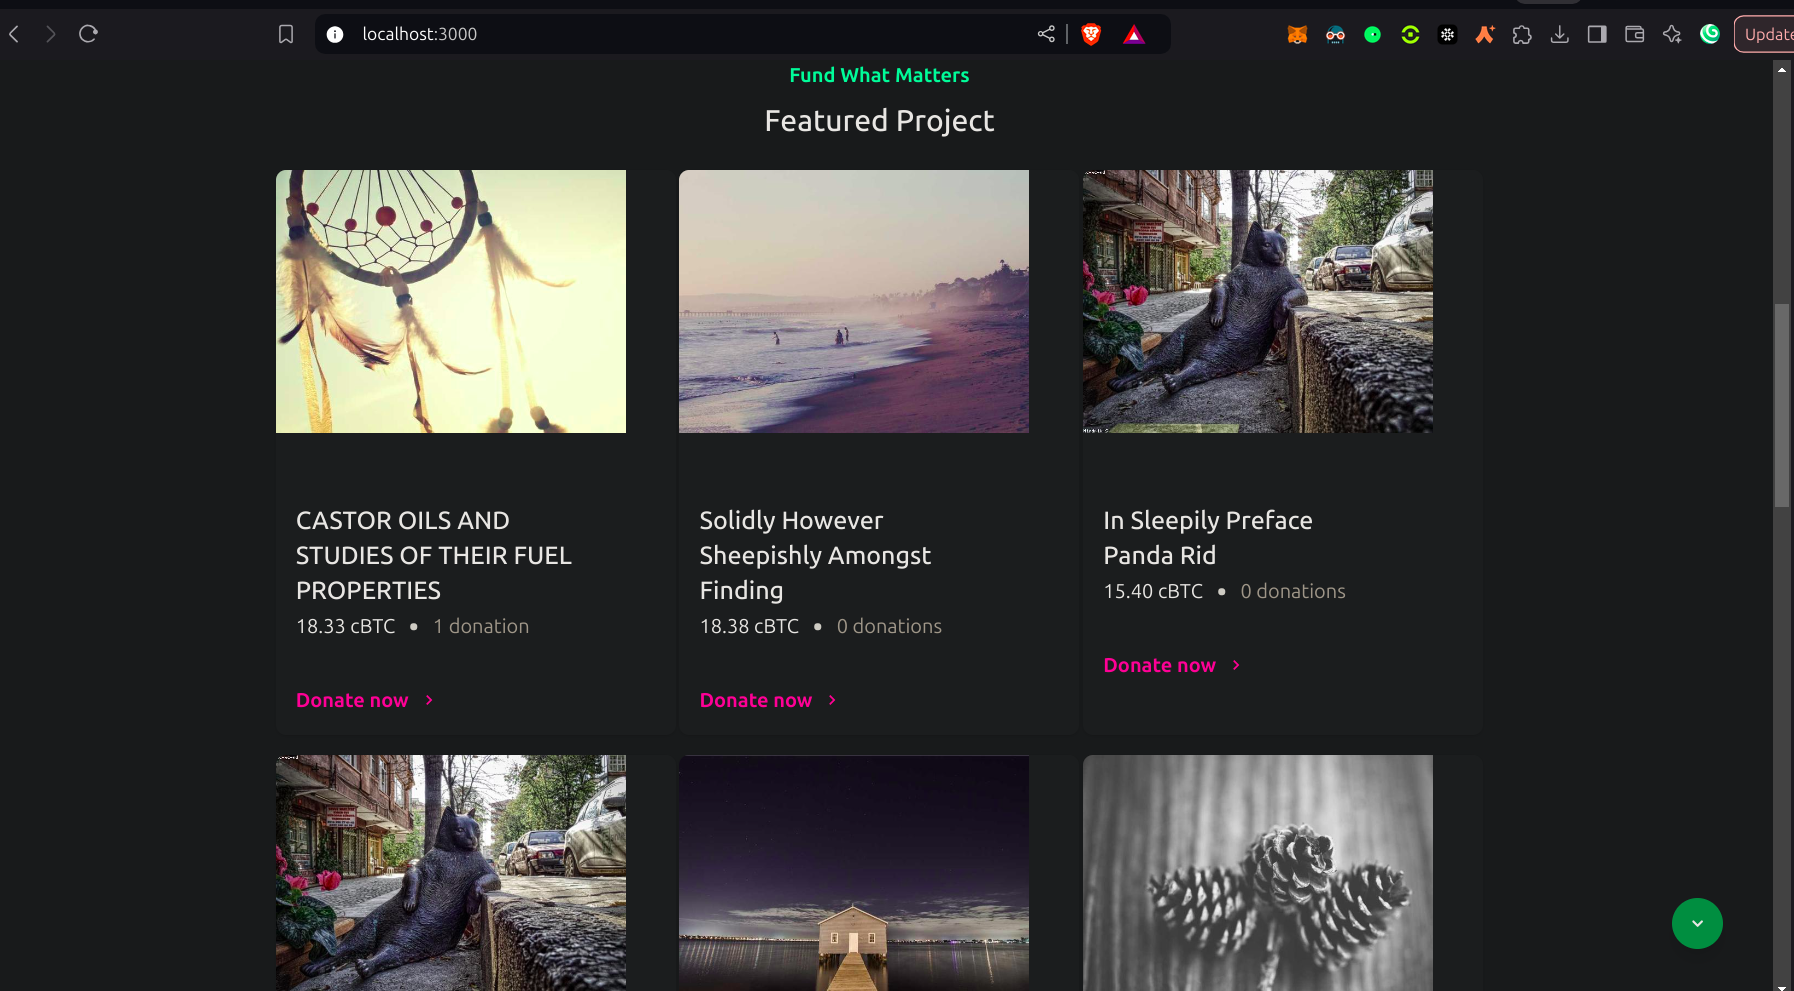 localhost:3000
Update
Fund What Matters
Featured Project
CASTOR OILS AND
STUDIES OF THEIR FUEL
PROPERTIES
18.33 cBTC • 1 donation
Donate now
Solidly However
Sheepishly Amongst
Finding
18.38 cBTC • 0 donations
Donate now
In Sleepily Preface
Panda Rid
15.40 cBTC • 0 donations
Donate now